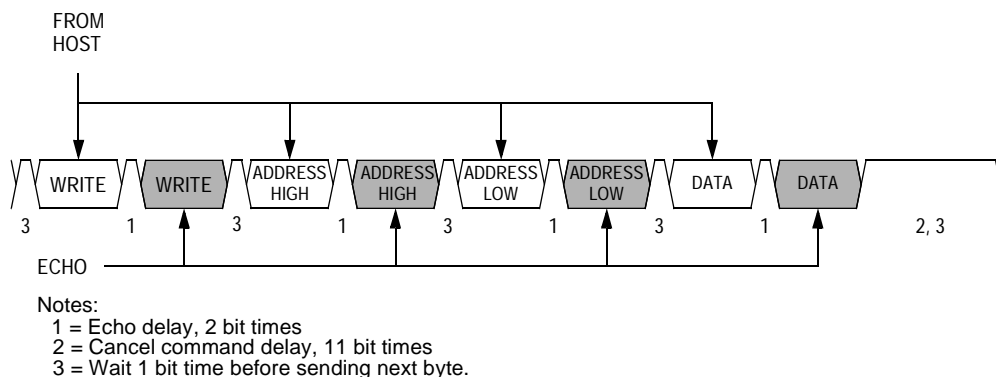 FROM
HOST
WRITE WRITE ADDRESS HIGH ADDRESS HIGH ADDRESS LOW ADDRESS LOW DATA DATA
3 1 3 1 3 1 3 1 2, 3
ECHO
Notes:
1 = Echo delay, 2 bit times
2 = Cancel command delay, 11 bit times
3 = Wait 1 bit time before sending next byte.